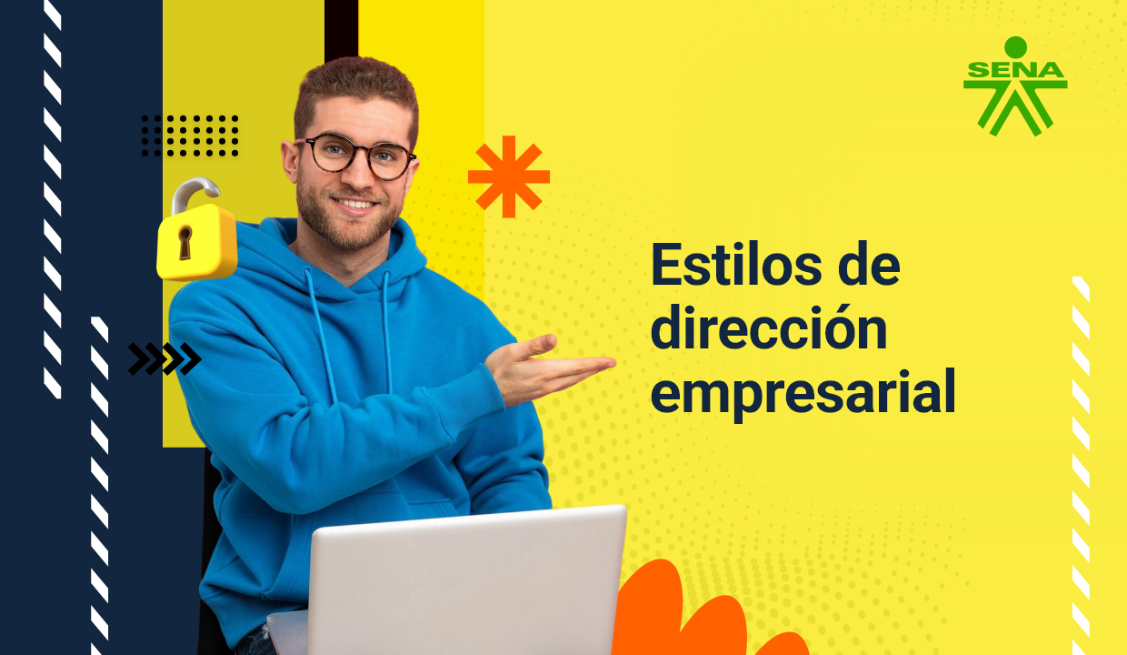 SENA
Estilos de
dirección
empresarial